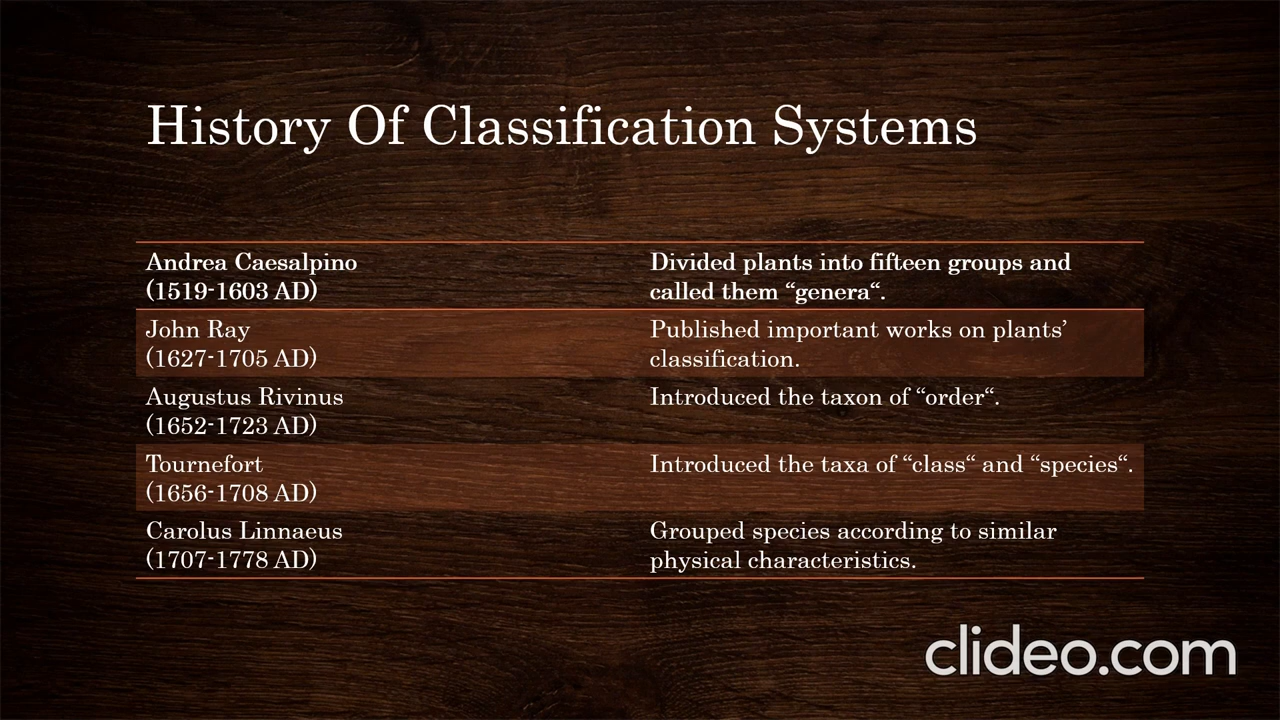 History Of Classification Systems
Andrea Caesalpino
(1519-1603 AD)
Divided plants into fifteen groups and
called them “genera“.
John Ray
(1627-1705 AD)
Published important works on plants’
classification.
Augustus Rivinus
(1652-1723 AD)
Introduced the taxon of “order“.
Tournefort
(1656-1708 AD)
Introduced the taxa of “class“ and “species“.
Carolus Linnaeus
(1707-1778 AD)
Grouped species according to similar
physical characteristics.
clideo.com